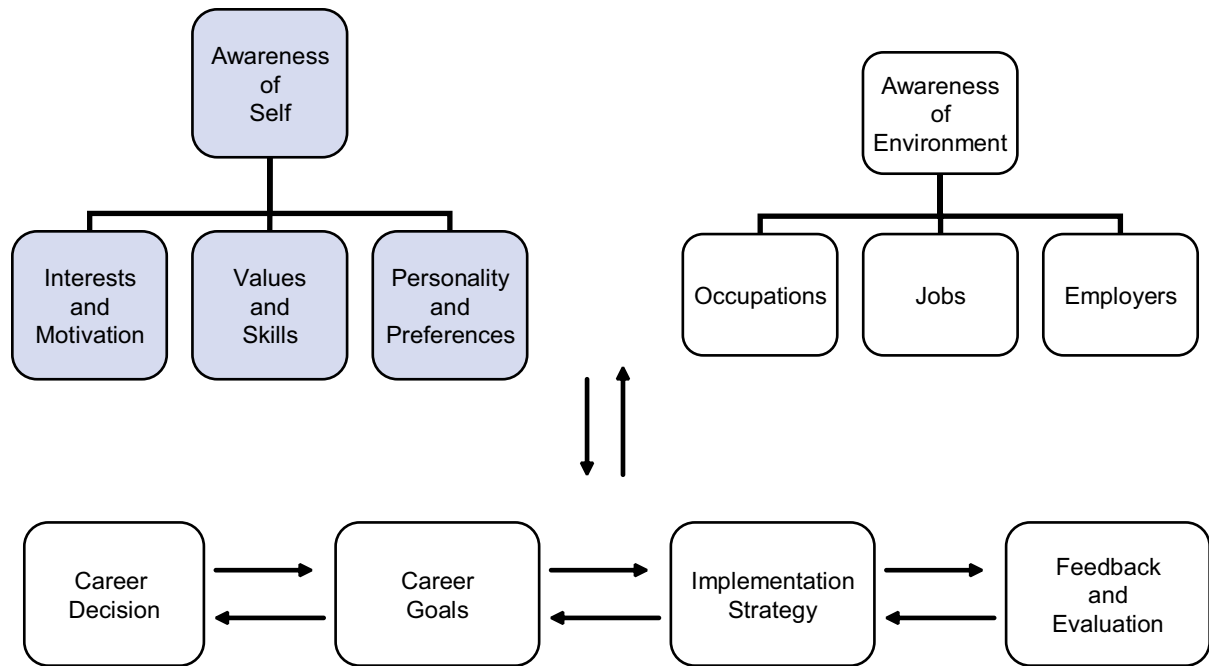 Awareness
of
Self
Awareness
of
Environment
Interests
and
Motivation
Values
and
Skills
Personality
and
Preferences
Occupations
Jobs
Employers
Career
Decision
Career
Goals
Implementation
Strategy
Feedback
and
Evaluation